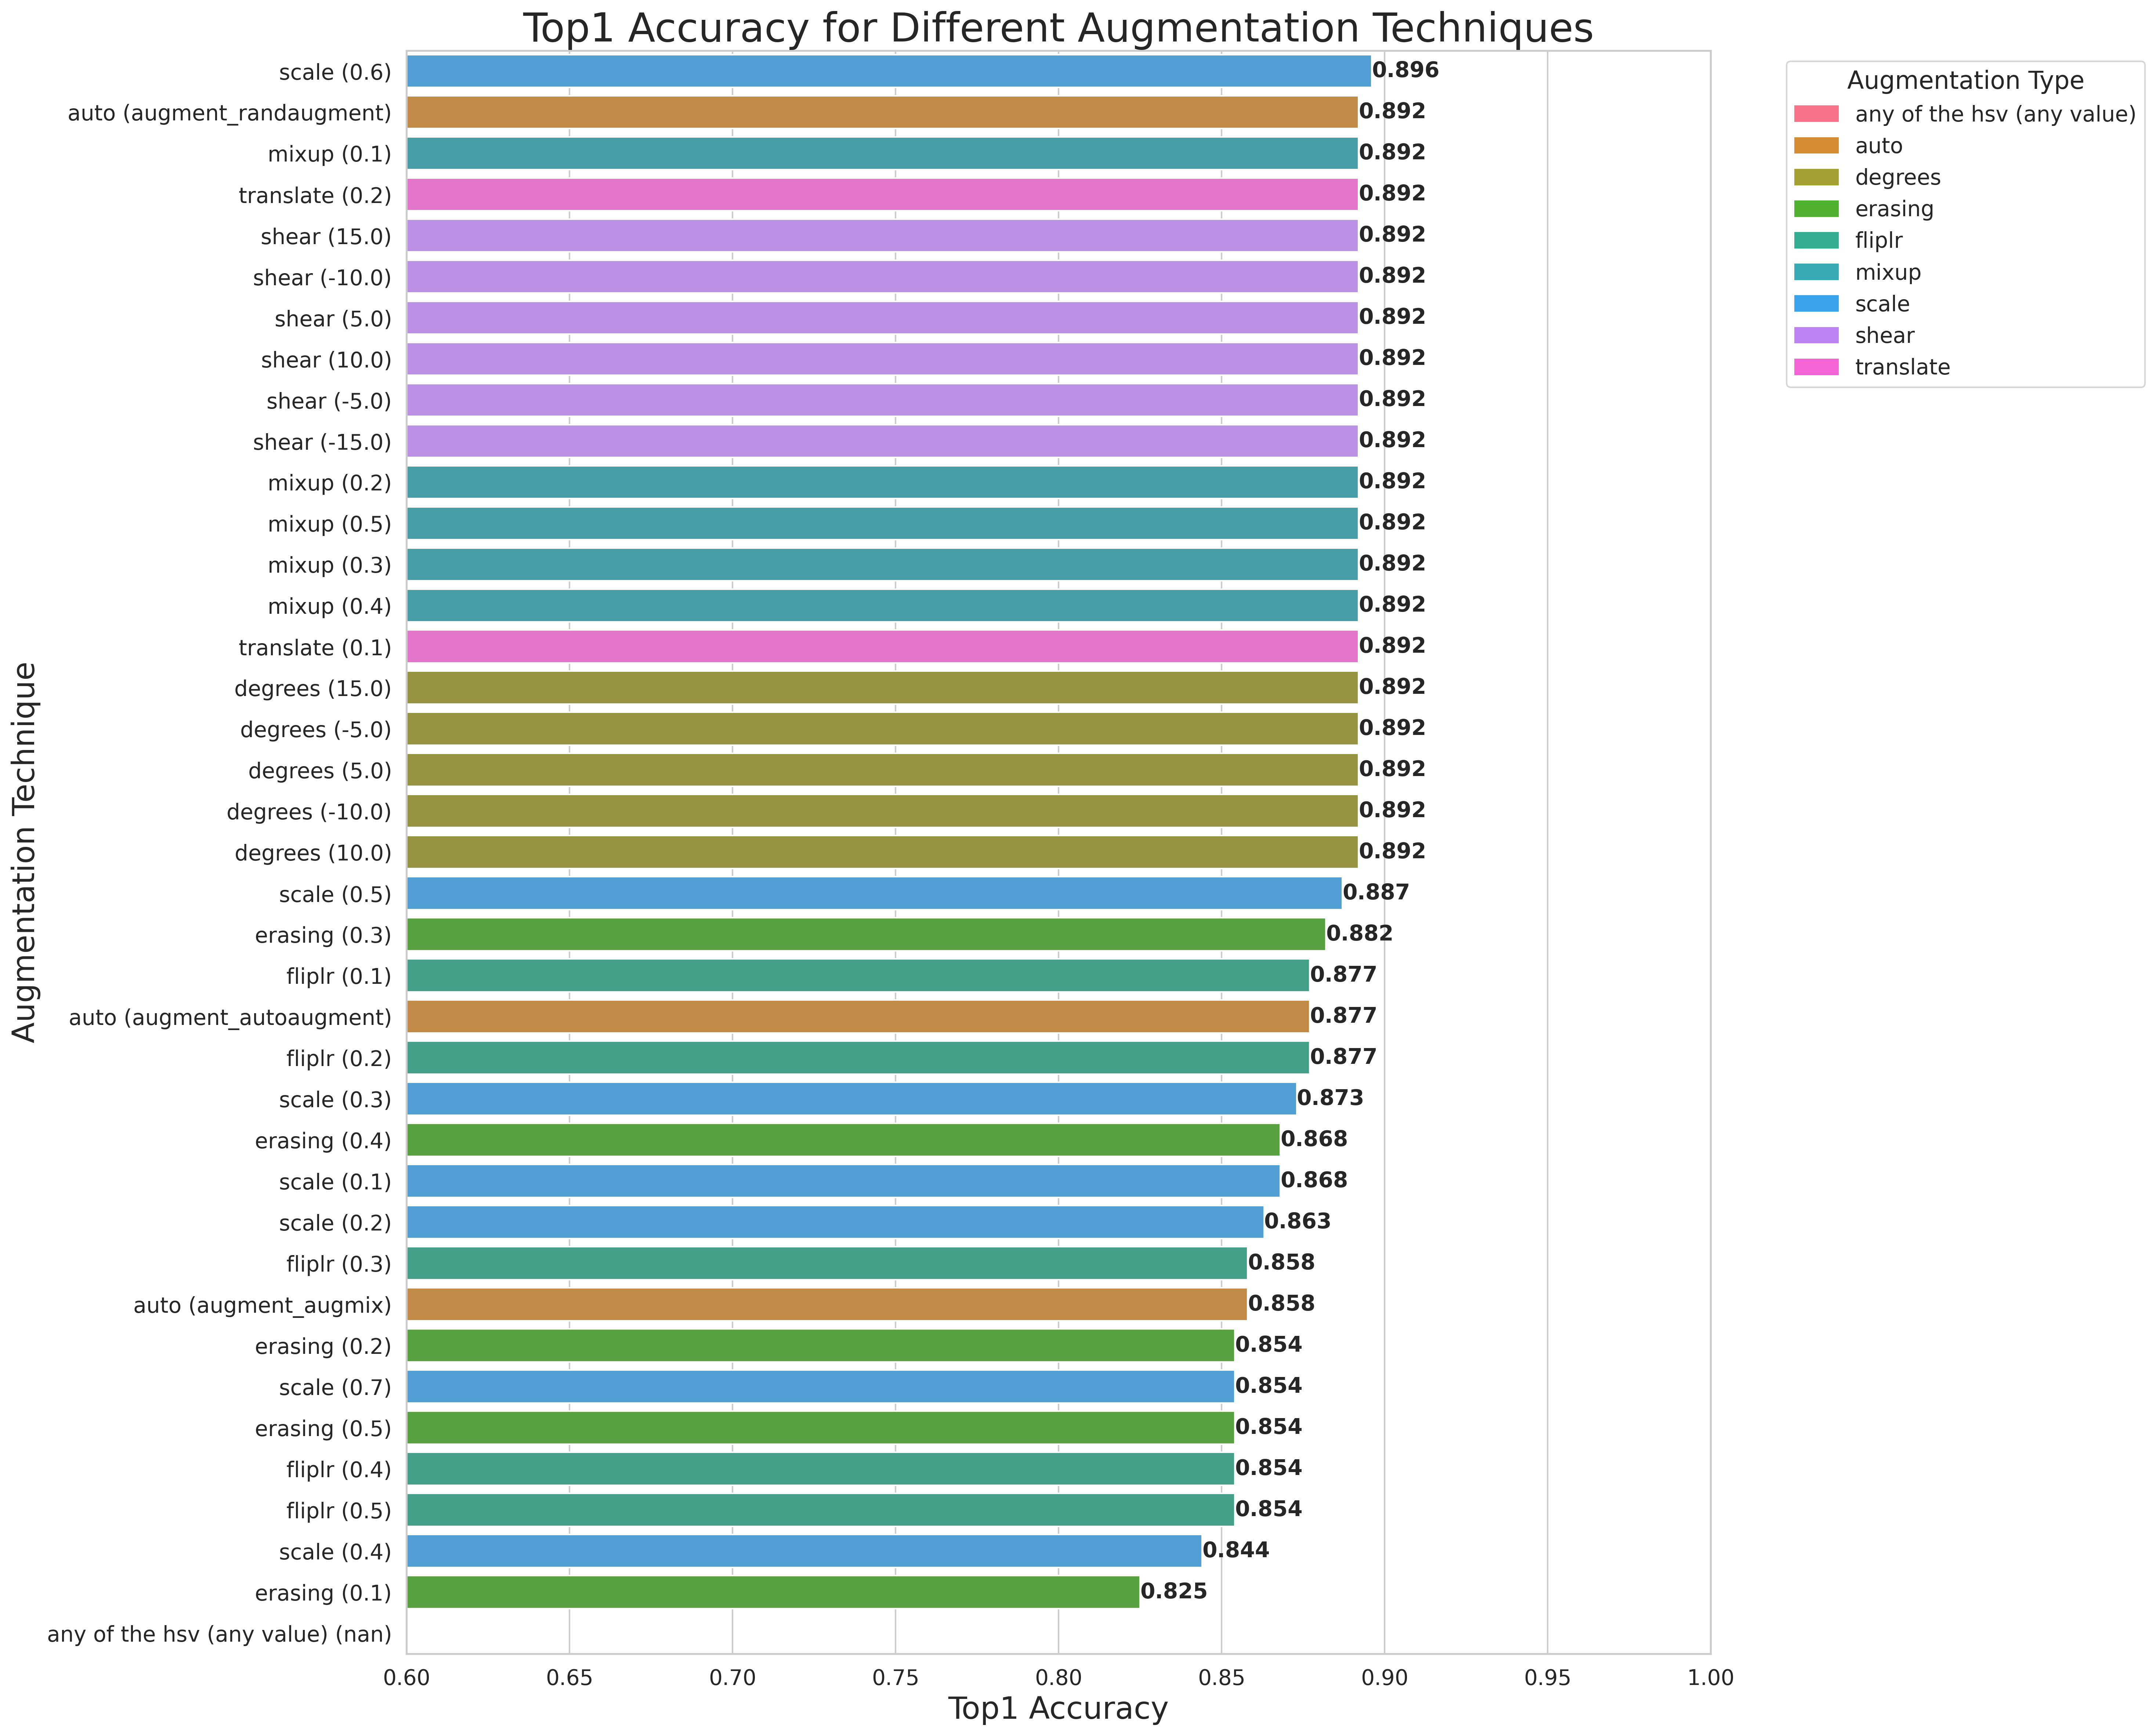 Top1 Accuracy for Different Augmentation Techniques
scale (0.6) 0.896
auto (augment_randaugment) 0.892
mixup (0.1) 0.892
translate (0.2) 0.892
shear (15.0) 0.892
shear (-10.0) 0.892
shear (5.0) 0.892
shear (10.0) 0.892
shear (-5.0) 0.892
shear (-15.0) 0.892
mixup (0.2) 0.892
mixup (0.5) 0.892
mixup (0.3) 0.892
mixup (0.4) 0.892
translate (0.1) 0.892
degrees (15.0) 0.892
degrees (-5.0) 0.892
degrees (5.0) 0.892
degrees (-10.0) 0.892
degrees (10.0) 0.892
scale (0.5) 0.887
erasing (0.3) 0.882
fliplr (0.1) 0.877
auto (augment_autoaugment) 0.877
fliplr (0.2) 0.877
scale (0.3) 0.873
erasing (0.4) 0.868
scale (0.1) 0.868
scale (0.2) 0.863
fliplr (0.3) 0.858
auto (augment_augmix) 0.858
erasing (0.2) 0.854
scale (0.7) 0.854
erasing (0.5) 0.854
fliplr (0.4) 0.854
fliplr (0.5) 0.854
scale (0.4) 0.844
erasing (0.1) 0.825
any of the hsv (any value) (nan)
0.60 0.65 0.70 0.75 0.80 0.85 0.90 0.95 1.00
Top1 Accuracy
Augmentation Technique
Augmentation Type
any of the hsv (any value)
auto
degrees
erasing
fliplr
mixup
scale
shear
translate